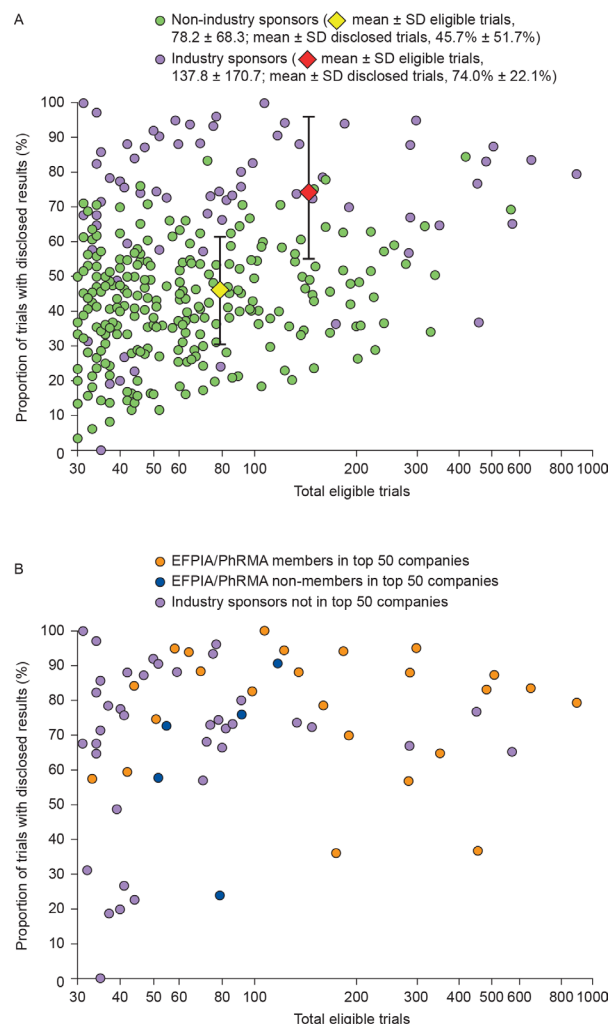 A
Non-industry sponsors ( mean ± SD eligible trials,
78.2 ± 68.3; mean ± SD disclosed trials, 45.7% ± 51.7%)
Industry sponsors ( mean ± SD eligible trials,
137.8 ± 170.7; mean ± SD disclosed trials, 74.0% ± 22.1%)
Proportion of trials with disclosed results (%)
100
90
80
70
60
50
40
30
20
10
0
30 40 50 60 100 200 300 400 500 600 800 1000
Total eligible trials
B
EFPIA/PhRMA members in top 50 companies
EFPIA/PhRMA non-members in top 50 companies
Industry sponsors not in top 50 companies
Proportion of trials with disclosed results (%)
100
90
80
70
60
50
40
30
20
10
0
30 40 50 60 100 200 300 400 500 600 800 1000
Total eligible trials